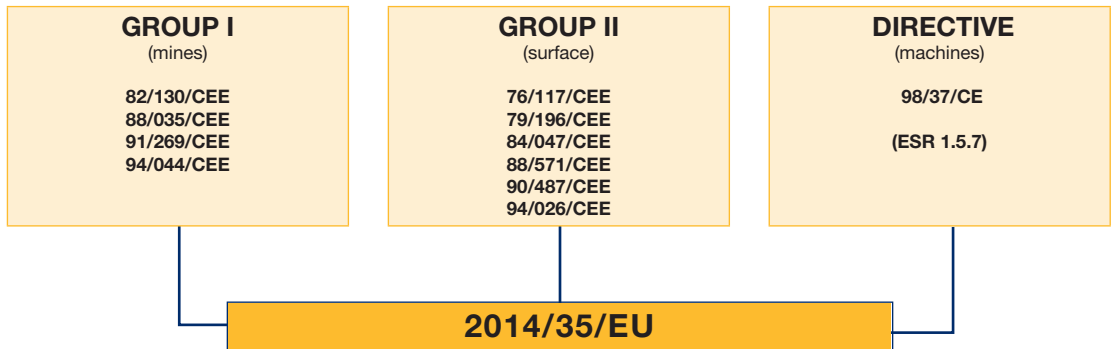 GROUP I
(mines)
82/130/CEE
88/035/CEE
91/269/CEE
94/044/CEE
GROUP II
(surface)
76/117/CEE
79/196/CEE
84/047/CEE
88/571/CEE
90/487/CEE
94/026/CEE
DIRECTIVE
(machines)
98/37/CE
(ESR 1.5.7)
2014/35/EU